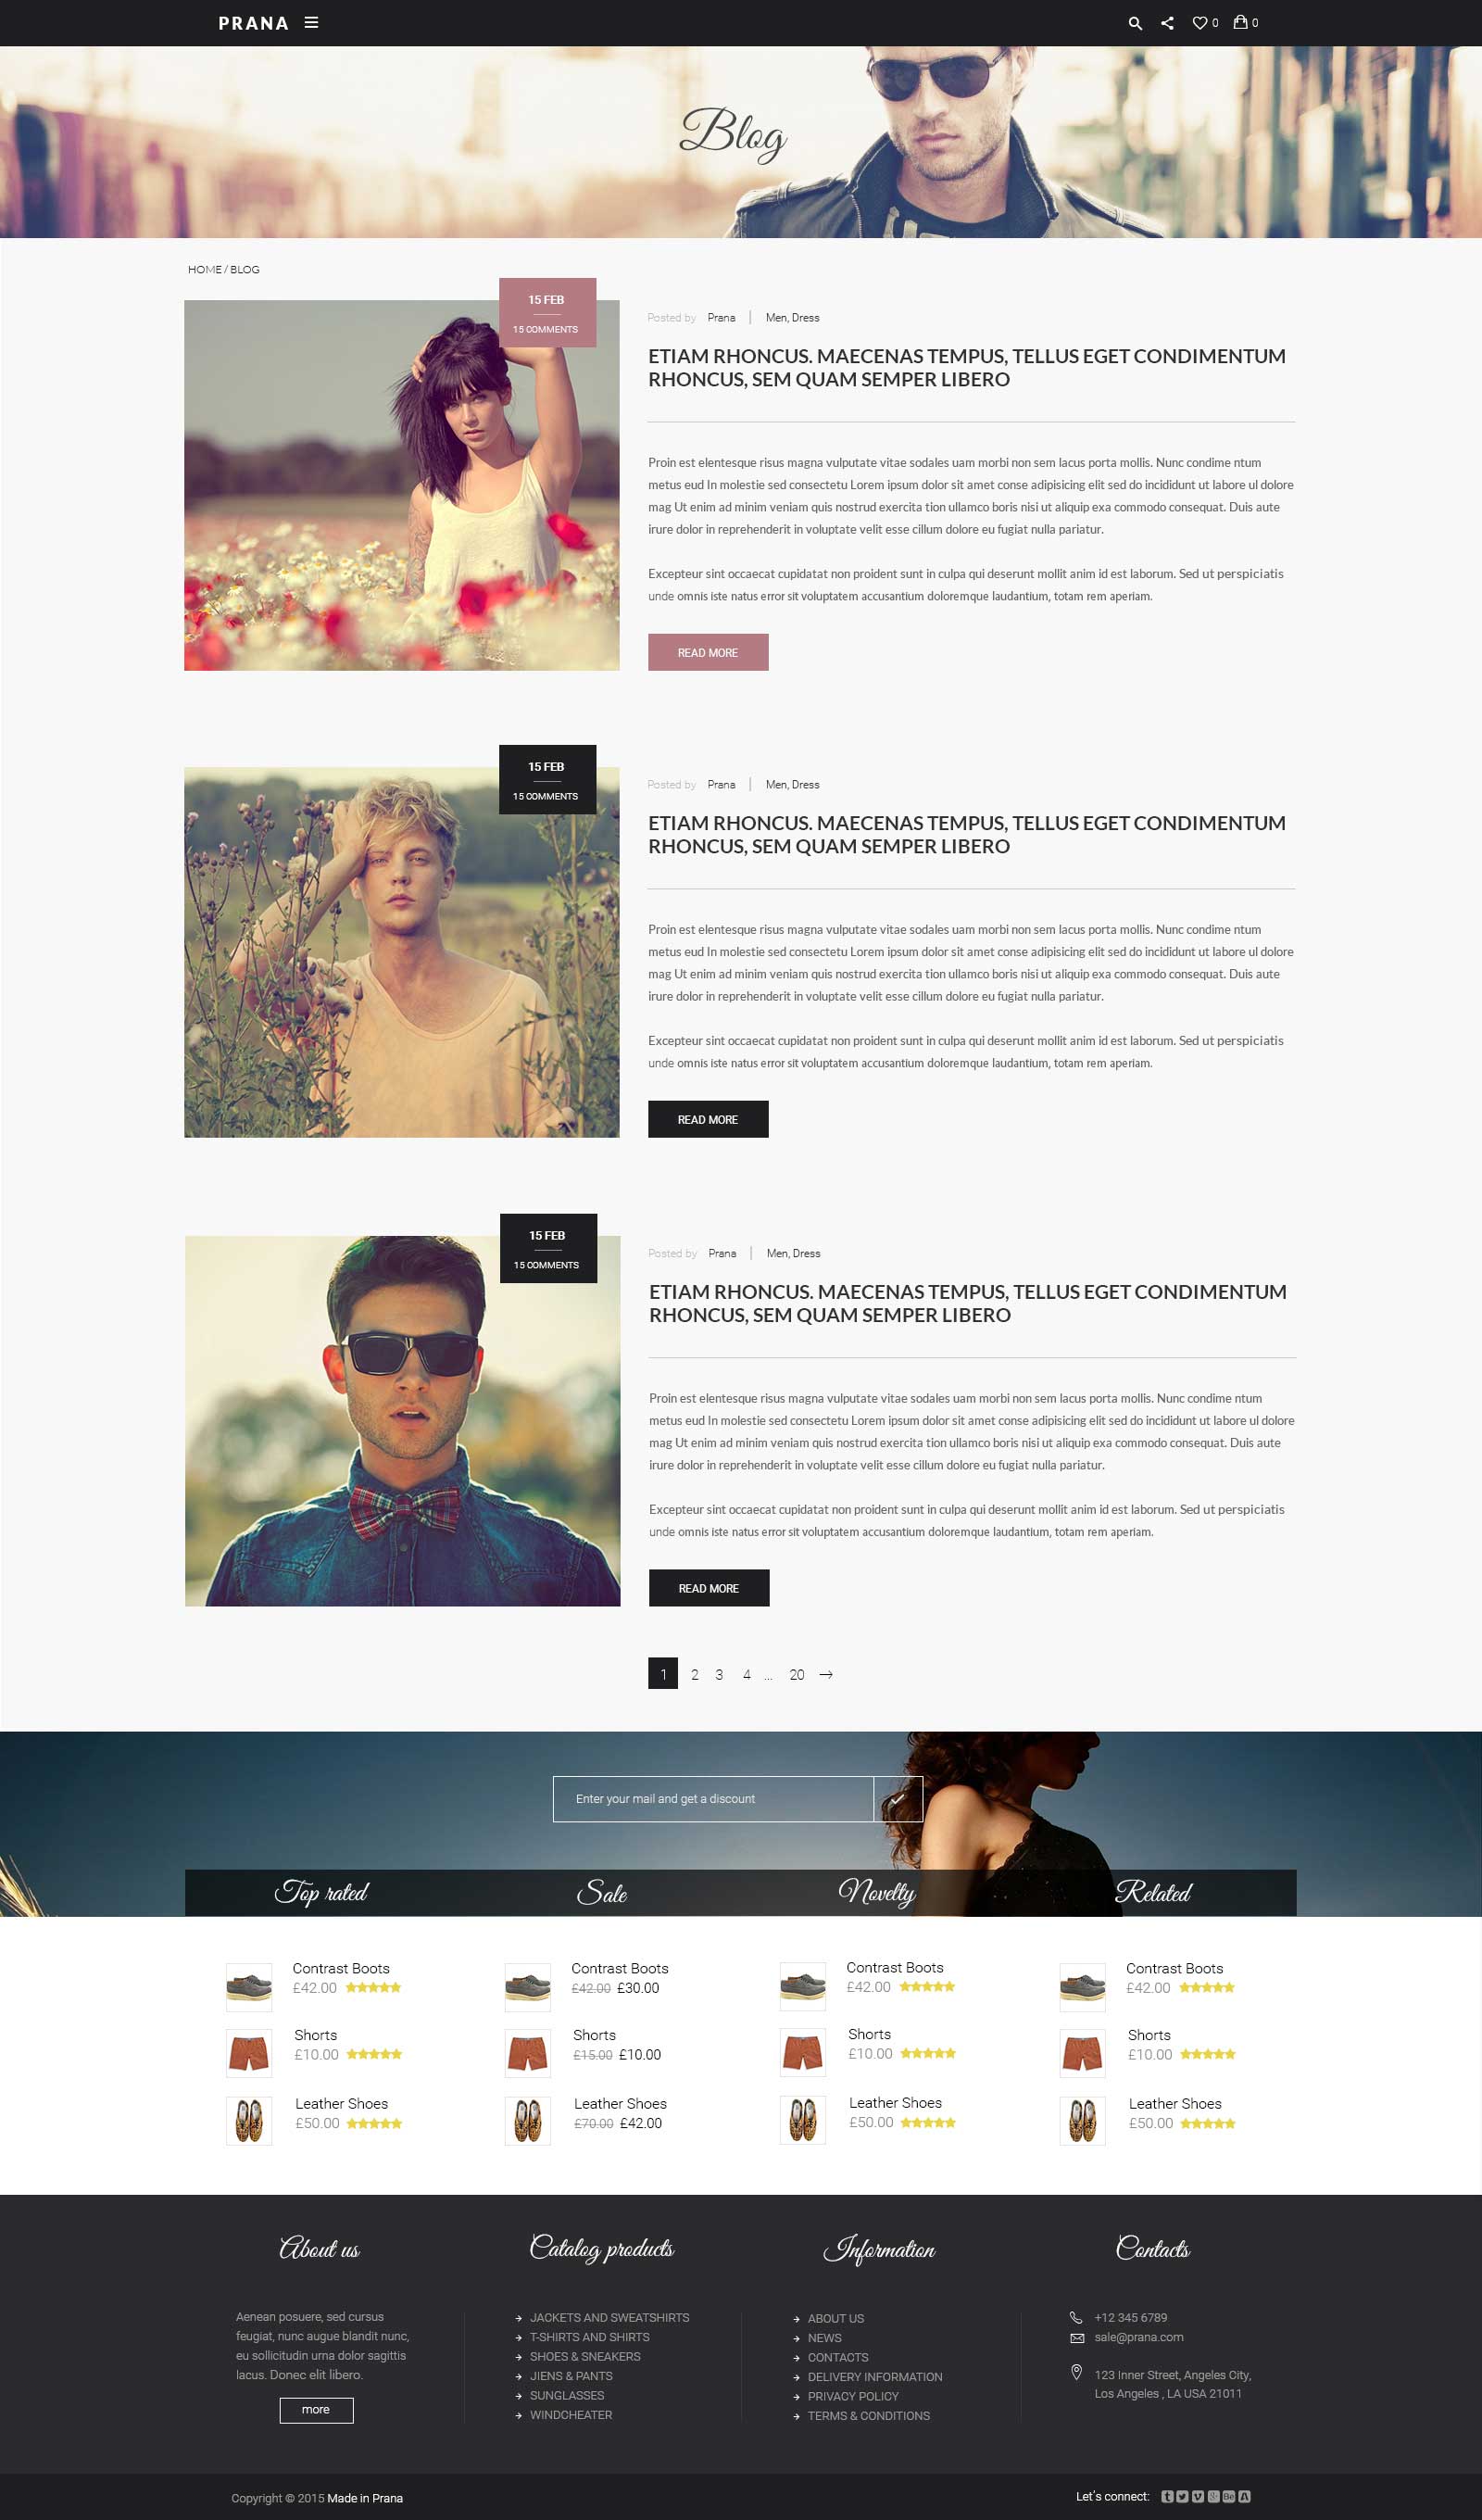 PRANA
0
0
Blog
HOME / BLOG
15 FEB
15 COMMENTS
Posted by Prana | Men, Dress
ETIAM RHONCUS. MAECENAS TEMPUS, TELLUS EGET CONDIMENTUM
RHONCUS, SEM QUAM SEMPER LIBERO
Proin est elentesque risus magna vulputate vitae sodales uam morbi non sem lacus porta mollis. Nunc condime ntum
metus eud In molestie sed consectetu Lorem ipsum dolor sit amet conse adipisicing elit sed do incididunt ut labore ul dolore
mag Ut enim ad minim veniam quis nostrud exercita tion ullamco boris nisi ut aliquip exa commodo consequat. Duis aute
irure dolor in reprehenderit in voluptate velit esse cillum dolore eu fugiat nulla pariatur.
Excepteur sint occaecat cupidatat non proident sunt in culpa qui deserunt mollit anim id est laborum. Sed ut perspiciatis
unde omnis iste natus error sit voluptatem accusantium doloremque laudantium, totam rem aperiam.
READ MORE
15 FEB
15 COMMENTS
Posted by Prana | Men, Dress
ETIAM RHONCUS. MAECENAS TEMPUS, TELLUS EGET CONDIMENTUM
RHONCUS, SEM QUAM SEMPER LIBERO
Proin est elentesque risus magna vulputate vitae sodales uam morbi non sem lacus porta mollis. Nunc condime ntum
metus eud In molestie sed consectetu Lorem ipsum dolor sit amet conse adipisicing elit sed do incididunt ut labore ul dolore
mag Ut enim ad minim veniam quis nostrud exercita tion ullamco boris nisi ut aliquip exa commodo consequat. Duis aute
irure dolor in reprehenderit in voluptate velit esse cillum dolore eu fugiat nulla pariatur.
Excepteur sint occaecat cupidatat non proident sunt in culpa qui deserunt mollit anim id est laborum. Sed ut perspiciatis
unde omnis iste natus error sit voluptatem accusantium doloremque laudantium, totam rem aperiam.
READ MORE
15 FEB
15 COMMENTS
Posted by Prana | Men, Dress
ETIAM RHONCUS. MAECENAS TEMPUS, TELLUS EGET CONDIMENTUM
RHONCUS, SEM QUAM SEMPER LIBERO
Proin est elentesque risus magna vulputate vitae sodales uam morbi non sem lacus porta mollis. Nunc condime ntum
metus eud In molestie sed consectetu Lorem ipsum dolor sit amet conse adipisicing elit sed do incididunt ut labore ul dolore
mag Ut enim ad minim veniam quis nostrud exercita tion ullamco boris nisi ut aliquip exa commodo consequat. Duis aute
irure dolor in reprehenderit in voluptate velit esse cillum dolore eu fugiat nulla pariatur.
Excepteur sint occaecat cupidatat non proident sunt in culpa qui deserunt mollit anim id est laborum. Sed ut perspiciatis
unde omnis iste natus error sit voluptatem accusantium doloremque laudantium, totam rem aperiam.
READ MORE
1 2 3 4 ... 20 →
Enter your mail and get a discount
Top rated
Contrast Boots
£42.00
Shorts
£10.00
Leather Shoes
£50.00
Sale
Contrast Boots
£42.00 £30.00
Shorts
£15.00 £10.00
Leather Shoes
£70.00 £42.00
Novelty
Contrast Boots
£42.00
Shorts
£10.00
Leather Shoes
£50.00
Related
Contrast Boots
£42.00
Shorts
£10.00
Leather Shoes
£50.00
About us
Aenean posuere, sed cursus
feugiat, nunc augue blandit nunc,
eu sollicitudin urna dolor sagittis
lacus. Donec elit libero.
more
Catalog products
JACKETS AND SWEATSHIRTS
T-SHIRTS AND SHIRTS
SHOES & SNEAKERS
JIENS & PANTS
SUNGLASSES
WINDCHEATER
Information
ABOUT US
NEWS
CONTACTS
DELIVERY INFORMATION
PRIVACY POLICY
TERMS & CONDITIONS
Contacts
+12 345 6789
sale@prana.com
123 Inner Street, Angeles City,
Los Angeles , LA USA 21011
Copyright © 2015 Made in Prana
Let's connect: